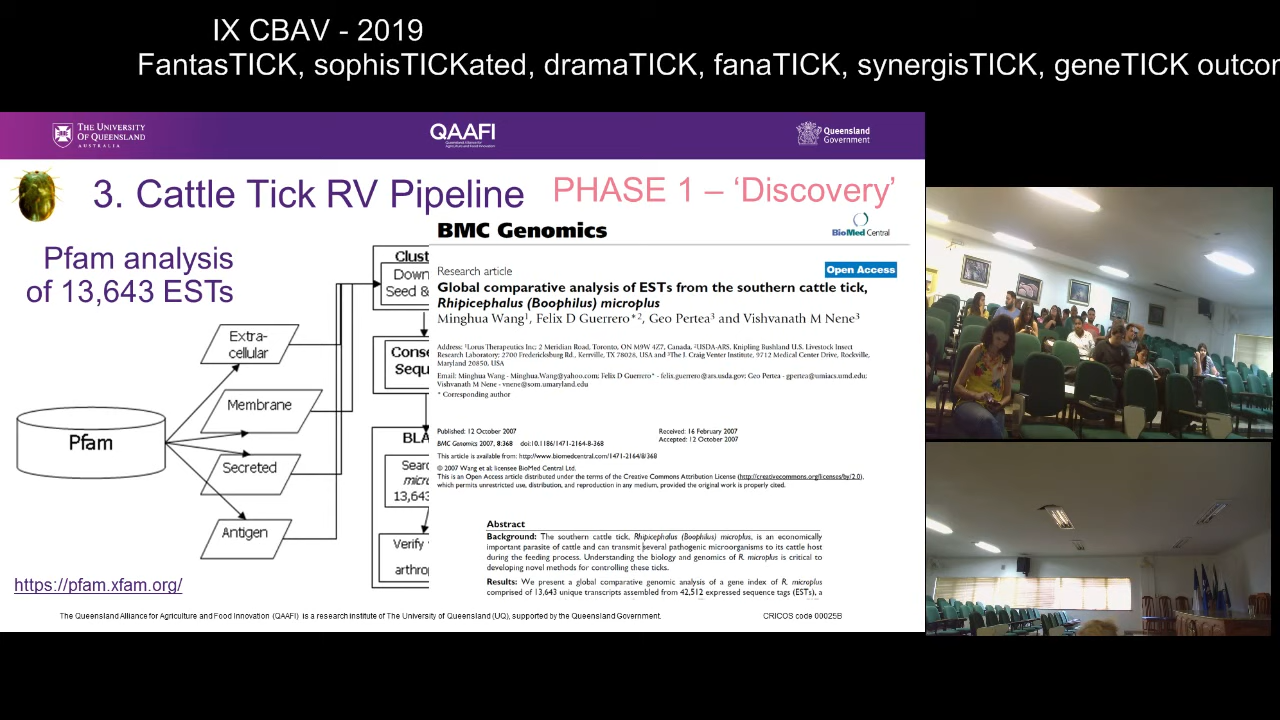 IX CBAV - 2019
FantasTICK, sophisTICKated, dramaTICK, fanaTICK, synergisTICK, geneTICK outcor
THE UNIVERSITY
OF QUEENSLAND
AUSTRALIA
QAAFI
Queensland Alliance for
Agriculture and Food Innovation
Queensland
Government
3. Cattle Tick RV Pipeline
PHASE 1 – ‘Discovery’
Pfam analysis
of 13,643 ESTs
Pfam
Extra-
cellular
Membrane
Secreted
Antigen
https://pfam.xfam.org/
Clust
Down
Seed &
Conse
Sequ
BLA
Searc
micro
13,643
Verify
arthrop
BMC Genomics
BioMed Central
Research article
Open Access
Global comparative analysis of ESTs from the southern cattle tick,
Rhipicephalus (Boophilus) microplus
Minghua Wang1, Felix D Guerrero*2, Geo Pertea3 and Vishvanath M Nene3
Address: 1Lorus Therapeutics Inc; 2 Meridian Road, Toronto, ON M9W 4Z7, Canada, 2USDA-ARS, Knipling Bushland U.S. Livestock Insect
Research Laboratory; 2700 Fredericksburg Rd., Kerrville, TX 78028, USA and 3The J. Craig Venter Institute, 9712 Medical Center Drive, Rockville,
Maryland 20850, USA
Email: Minghua Wang - Minghua.Wang@yahoo.com; Felix D Guerrero* - felix.guerrero@ars.usda.gov; Geo Pertea - gpertea@umiacs.umd.edu;
Vishvanath M Nene - vnene@som.umaryland.edu
* Corresponding author
Published: 12 October 2007
Received: 16 February 2007
Accepted: 12 October 2007
BMC Genomics 2007, 8:368 doi:10.1186/1471-2164-8-368
This article is available from: http://www.biomedcentral.com/1471-2164/8/368
© 2007 Wang et al; licensee BioMed Central Ltd.
This is an Open Access article distributed under the terms of the Creative Commons Attribution License (http://creativecommons.org/licenses/by/2.0),
which permits unrestricted use, distribution, and reproduction in any medium, provided the original work is properly cited.
Abstract
Background: The southern cattle tick, Rhipicephalus (Boophilus) microplus, is an economically
important parasite of cattle and can transmit several pathogenic microorganisms to its cattle host
during the feeding process. Understanding the biology and genomics of R. microplus is critical to
developing novel methods for controlling these ticks.
Results: We present a global comparative genomic analysis of a gene index of R. microplus
comprised of 13,643 unique transcripts assembled from 42,512 expressed sequence tags (ESTs), a
The Queensland Alliance for Agriculture and Food Innovation (QAAFI) is a research institute of The University of Queensland (UQ), supported by the Queensland Government.
CRICOS code 00025B